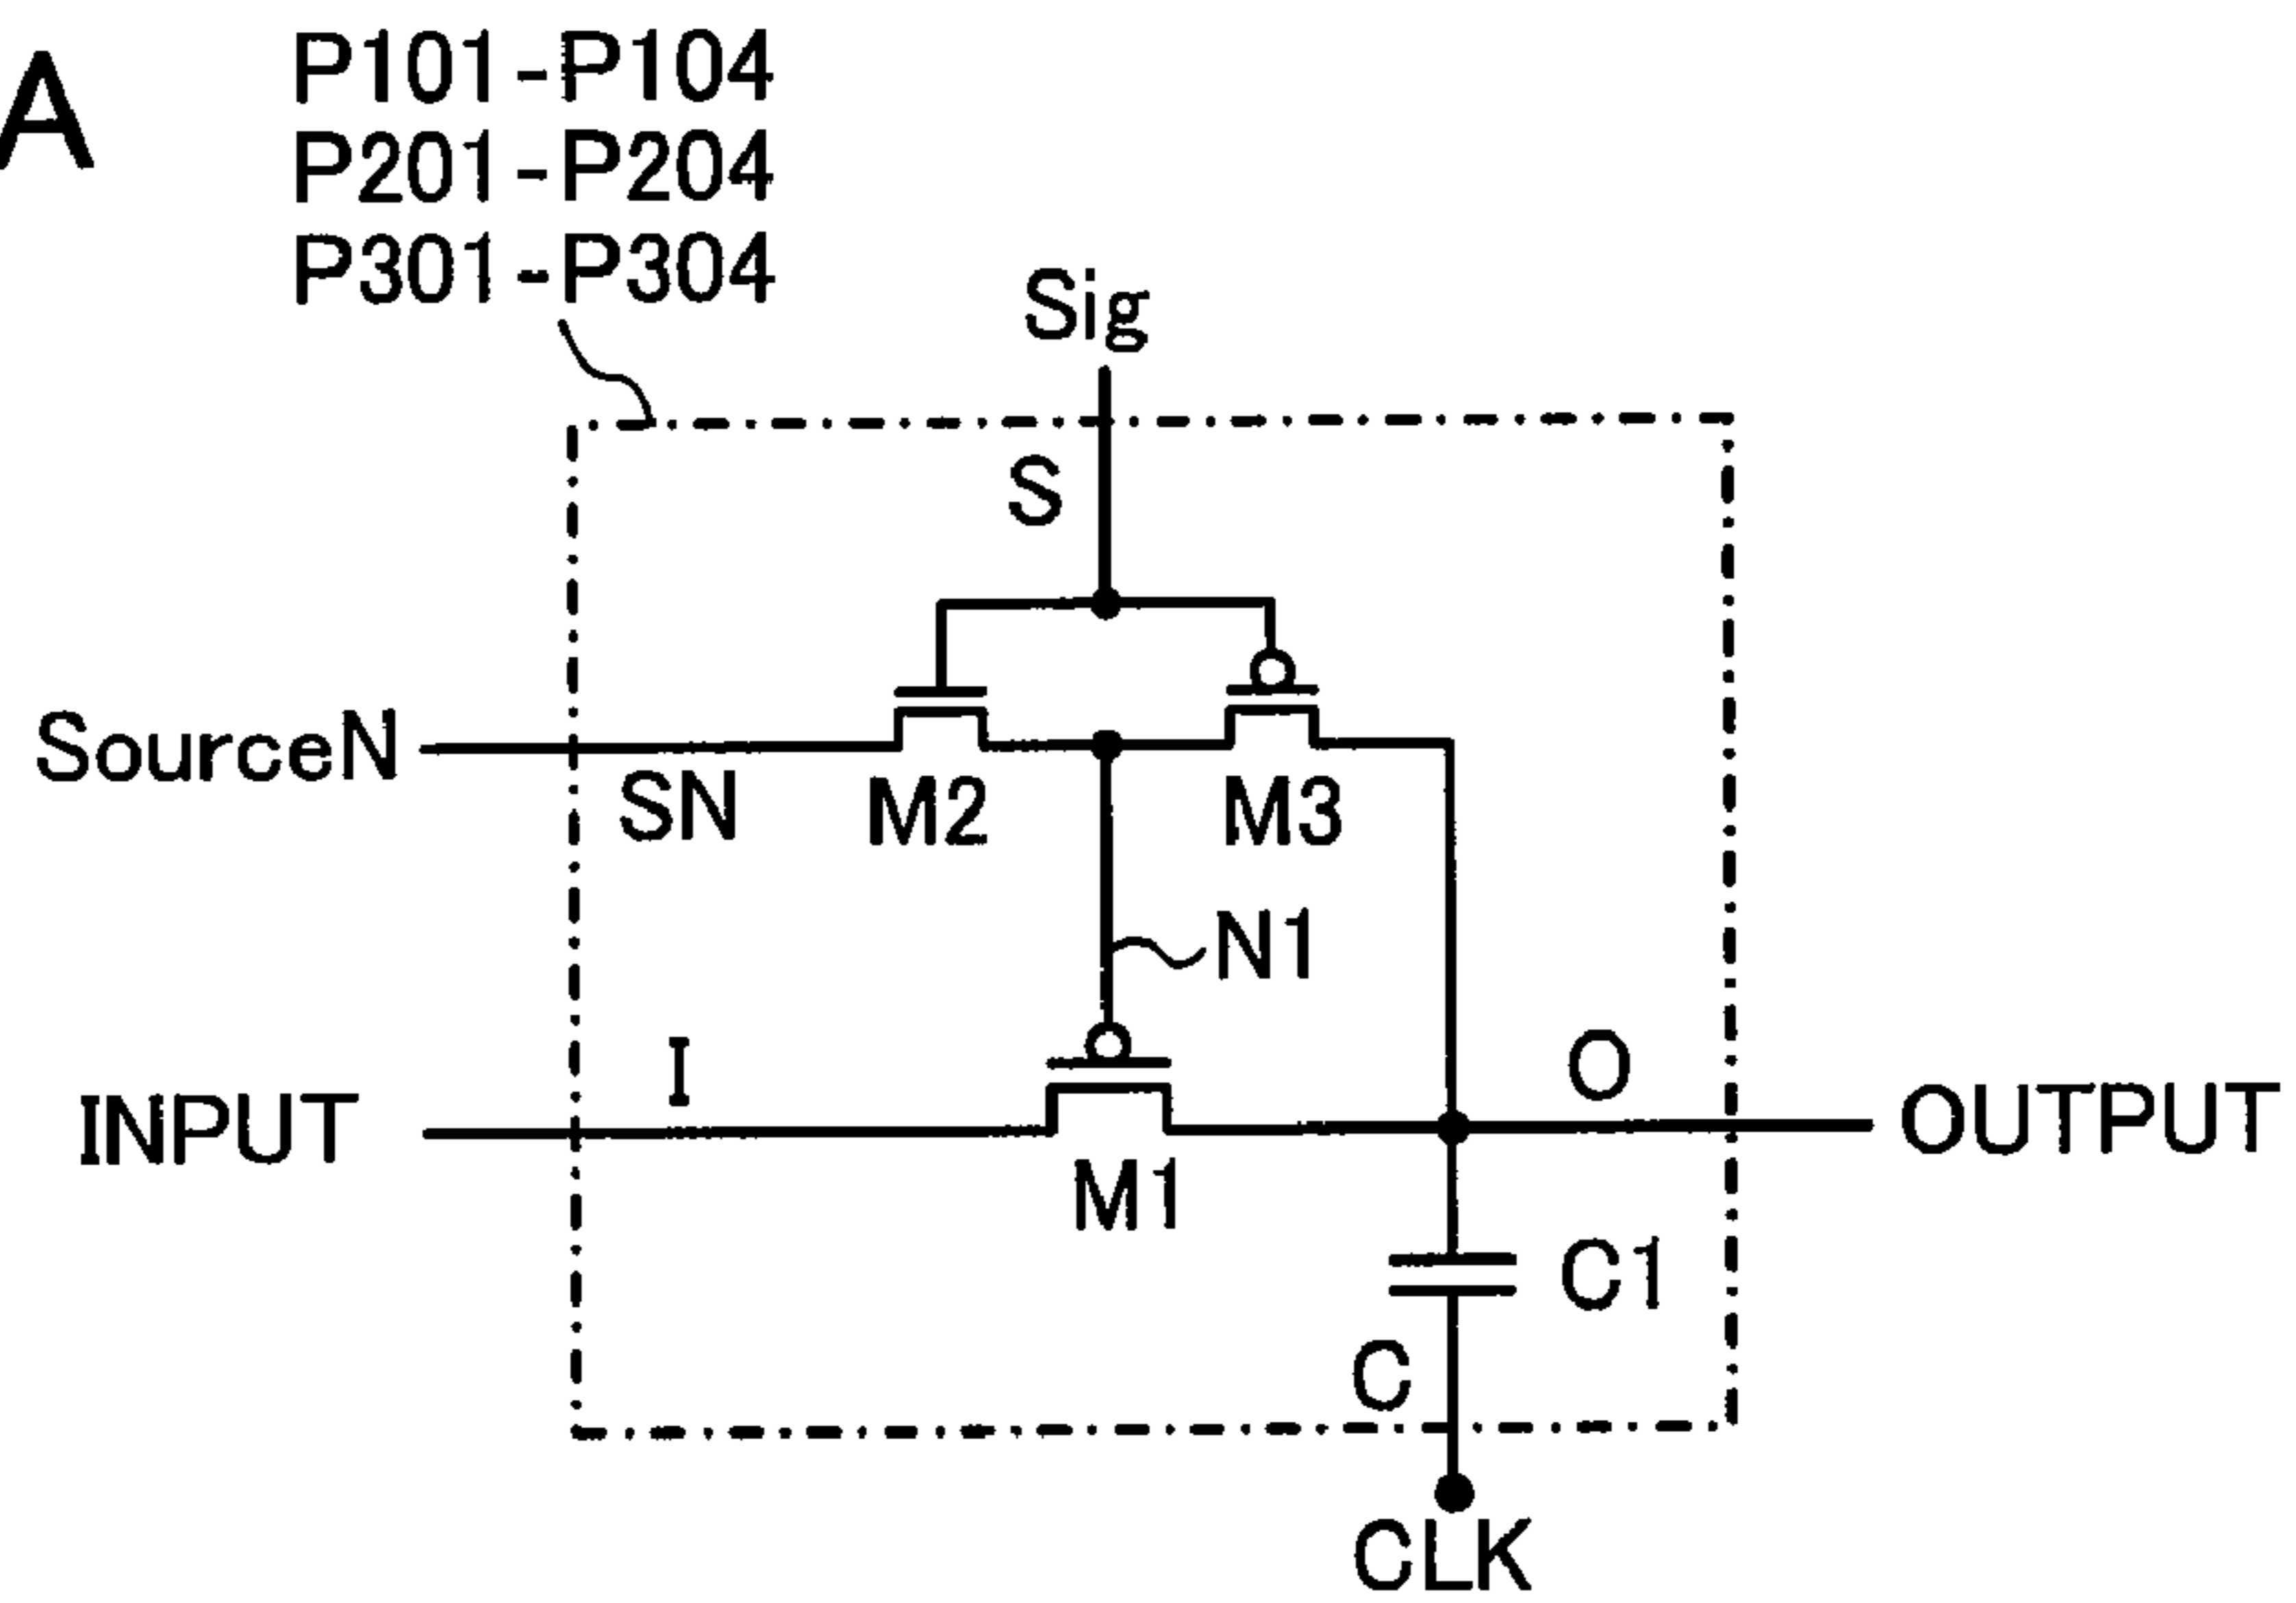 A
P101-P104
P201-P204
P301-P304
Sig
S
SourceN
SN
M2
M3
N1
I
O
INPUT
OUTPUT
M1
C1
C
CLK